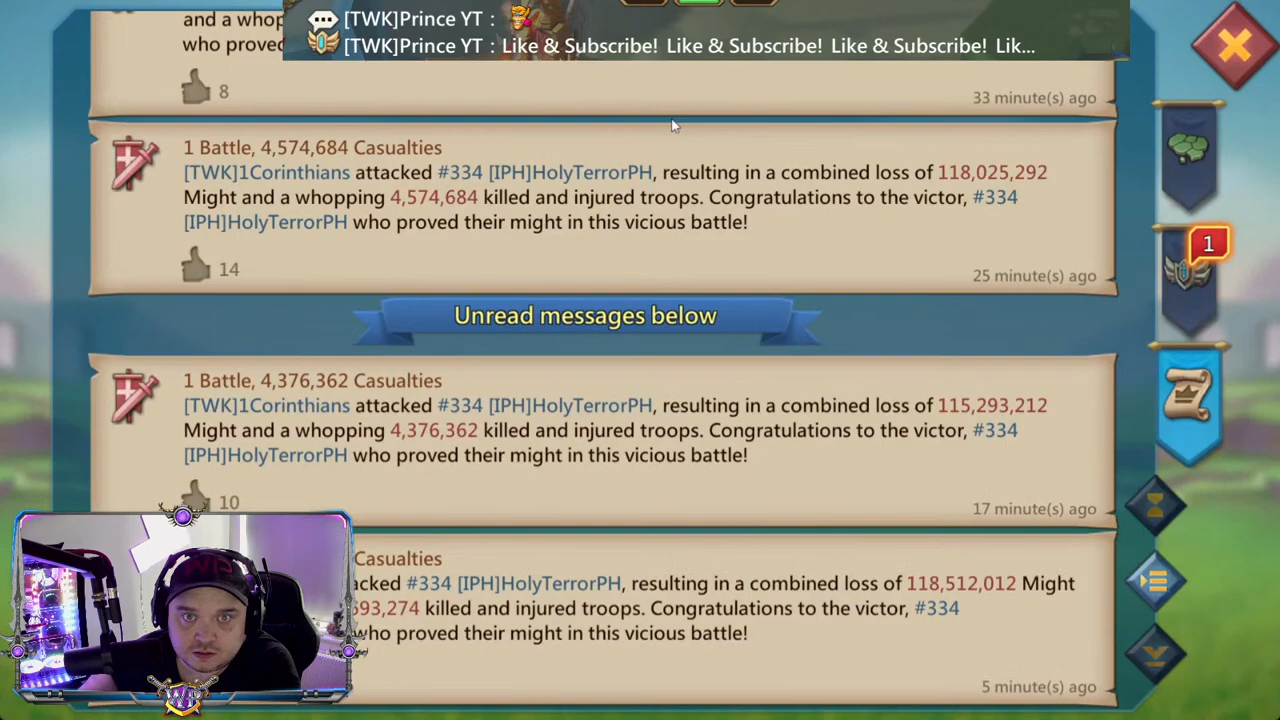 [TWK]Prince YT :
[TWK]Prince YT : Like & Subscribe! Like & Subscribe! Like & Subscribe! Lik...
and a whop
who proved
8
33 minute(s) ago
1 Battle, 4,574,684 Casualties
[TWK]1Corinthians attacked #334 [IPH]HolyTerrorPH, resulting in a combined loss of 118,025,292
Might and a whopping 4,574,684 killed and injured troops. Congratulations to the victor, #334
[IPH]HolyTerrorPH who proved their might in this vicious battle!
14
25 minute(s) ago
1
Unread messages below
1 Battle, 4,376,362 Casualties
[TWK]1Corinthians attacked #334 [IPH]HolyTerrorPH, resulting in a combined loss of 115,293,212
Might and a whopping 4,376,362 killed and injured troops. Congratulations to the victor, #334
[IPH]HolyTerrorPH who proved their might in this vicious battle!
10
17 minute(s) ago
Casualties
acked #334 [IPH]HolyTerrorPH, resulting in a combined loss of 118,512,012 Might
393,274 killed and injured troops. Congratulations to the victor, #334
who proved their might in this vicious battle!
5 minute(s) ago
WP